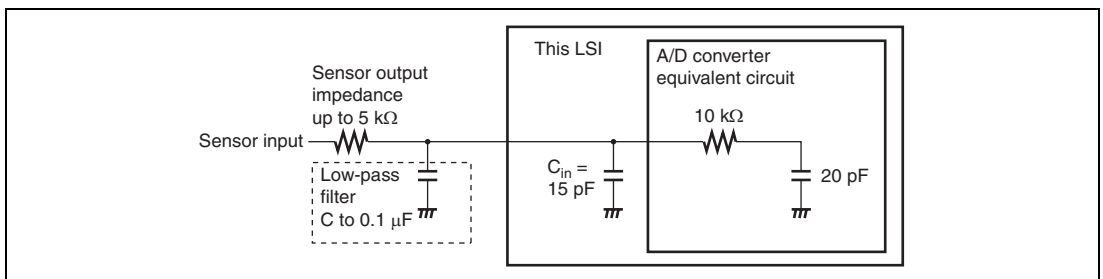 This LSI
A/D converter
equivalent circuit
Sensor output
impedance
up to 5 kΩ
10 kΩ
Sensor input
Low-pass
filter
C to 0.1 μF
Cin =
15 pF
20 pF